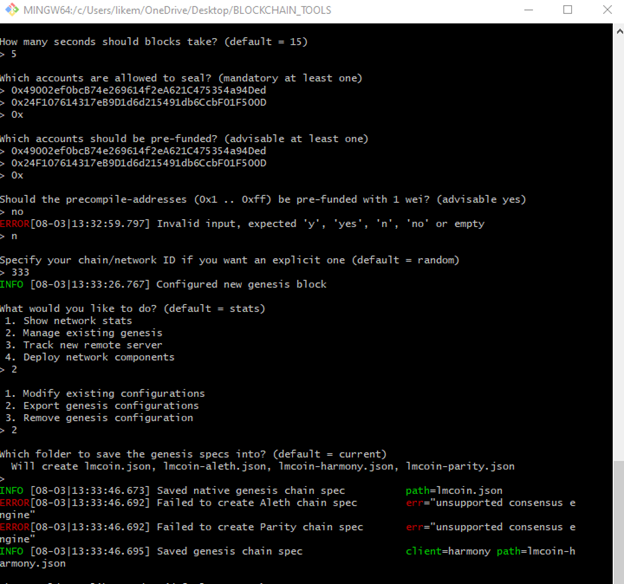 MINGW64:/c/Users/likem/OneDrive/Desktop/BLOCKCHAIN_TOOLS
How many seconds should blocks take? (default = 15)
> 5
Which accounts are allowed to seal? (mandatory at least one)
> 0x49002ef0bcB74e269614f2eA621C475354a94Ded
> 0x24F107614317eB9D1d6d215491db6CcbF01F500D
> 0x
Which accounts should be pre-funded? (advisable at least one)
> 0x49002ef0bcB74e269614f2eA621C475354a94Ded
> 0x24F107614317eB9D1d6d215491db6CcbF01F500D
> 0x
Should the precompile-addresses (0x1 .. 0xff) be pre-funded with 1 wei? (advisable yes)
> no
ERROR[08-03|13:32:59.797] Invalid input, expected 'y', 'yes', 'n', 'no' or empty
> n
Specify your chain/network ID if you want an explicit one (default = random)
> 333
INFO [08-03|13:33:26.767] Configured new genesis block
What would you like to do? (default = stats)
1. Show network stats
2. Manage existing genesis
3. Track new remote server
4. Deploy network components
> 2
1. Modify existing configurations
2. Export genesis configurations
3. Remove genesis configuration
> 2
Which folder to save the genesis specs into? (default = current)
Will create lmcoin.json, lmcoin-aleth.json, lmcoin-harmony.json, lmcoin-parity.json
>
INFO [08-03|13:33:46.673] Saved native genesis chain spec path=lmcoin.json
ERROR[08-03|13:33:46.692] Failed to create Aleth chain spec err="unsupported consensus e
ngine"
ERROR[08-03|13:33:46.692] Failed to create Parity chain spec err="unsupported consensus e
ngine"
INFO [08-03|13:33:46.695] Saved genesis chain spec client=harmony path=lmcoin-h
armony.json